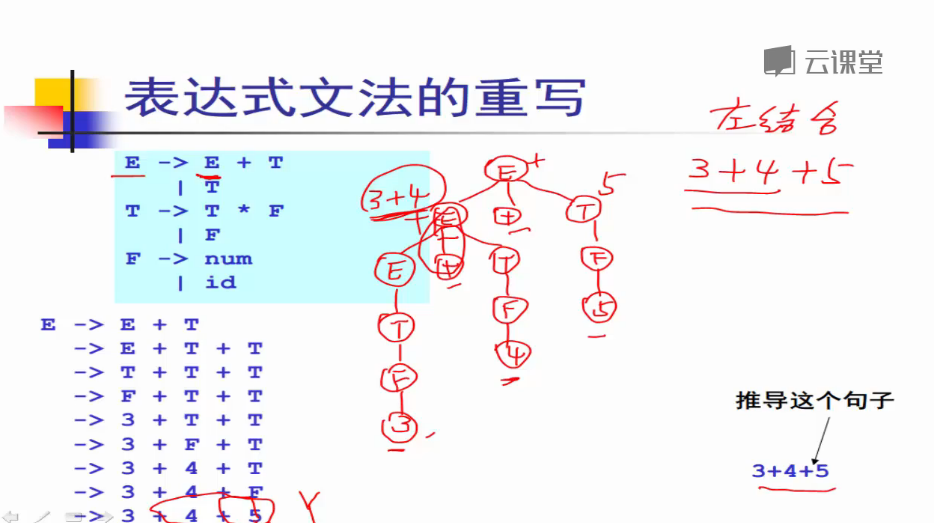 云课堂
表达式文法的重写
左结合
3+4+5
E -> E + T
| T
T -> T * F
| F
F -> num
| id
E +
3+4 E + T 5
E + T F
T F 5
F 4
3
E -> E + T
-> E + T + T
-> T + T + T
-> F + T + T
-> 3 + T + T
-> 3 + F + T
-> 3 + 4 + T
-> 3 + 4 + F
-> 3 + 4 + 5
推导这个句子
3+4+5